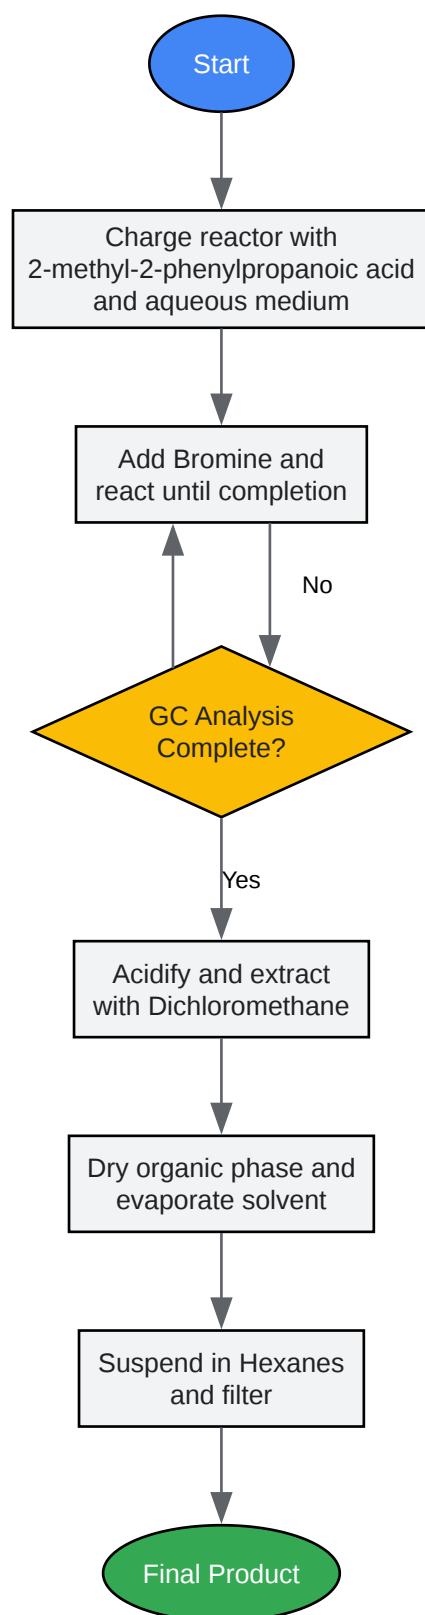 Start
Charge reactor with
2-methyl-2-phenylpropanoic acid
and aqueous medium
Add Bromine and
react until completion
No
GC Analysis
Complete?
Yes
Acidify and extract
with Dichloromethane
Dry organic phase and
evaporate solvent
Suspend in Hexanes
and filter
Final Product